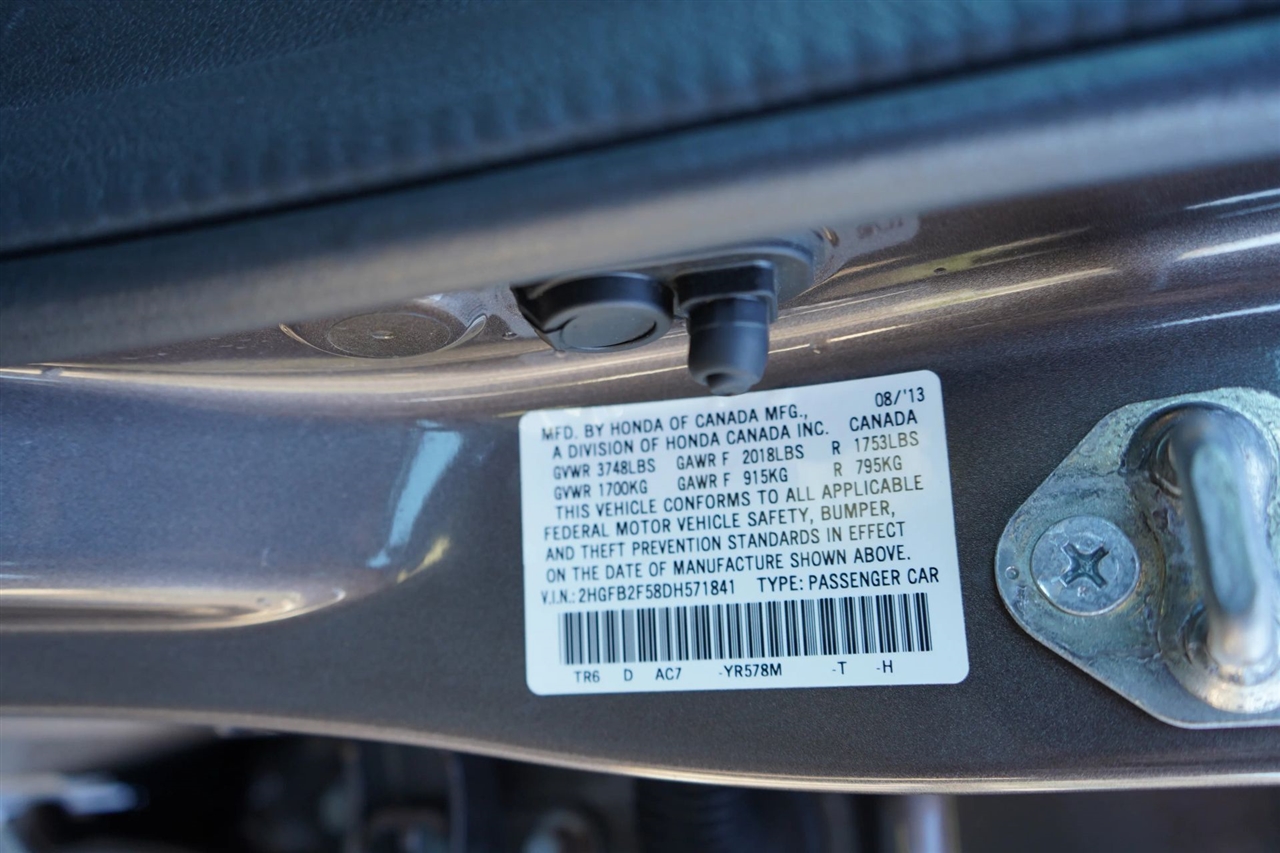 08/'13
MFD. BY HONDA OF CANADA MFG.,
A DIVISION OF HONDA CANADA INC. CANADA
GVWR 3748LBS GAWR F 2018LBS R 1753LBS
GVWR 1700KG GAWR F 915KG R 795KG
THIS VEHICLE CONFORMS TO ALL APPLICABLE
FEDERAL MOTOR VEHICLE SAFETY, BUMPER,
AND THEFT PREVENTION STANDARDS IN EFFECT
ON THE DATE OF MANUFACTURE SHOWN ABOVE.
V.I.N.: 2HGFB2F58DH571841 TYPE: PASSENGER CAR
TR6 D AC7 -YR578M -T -H